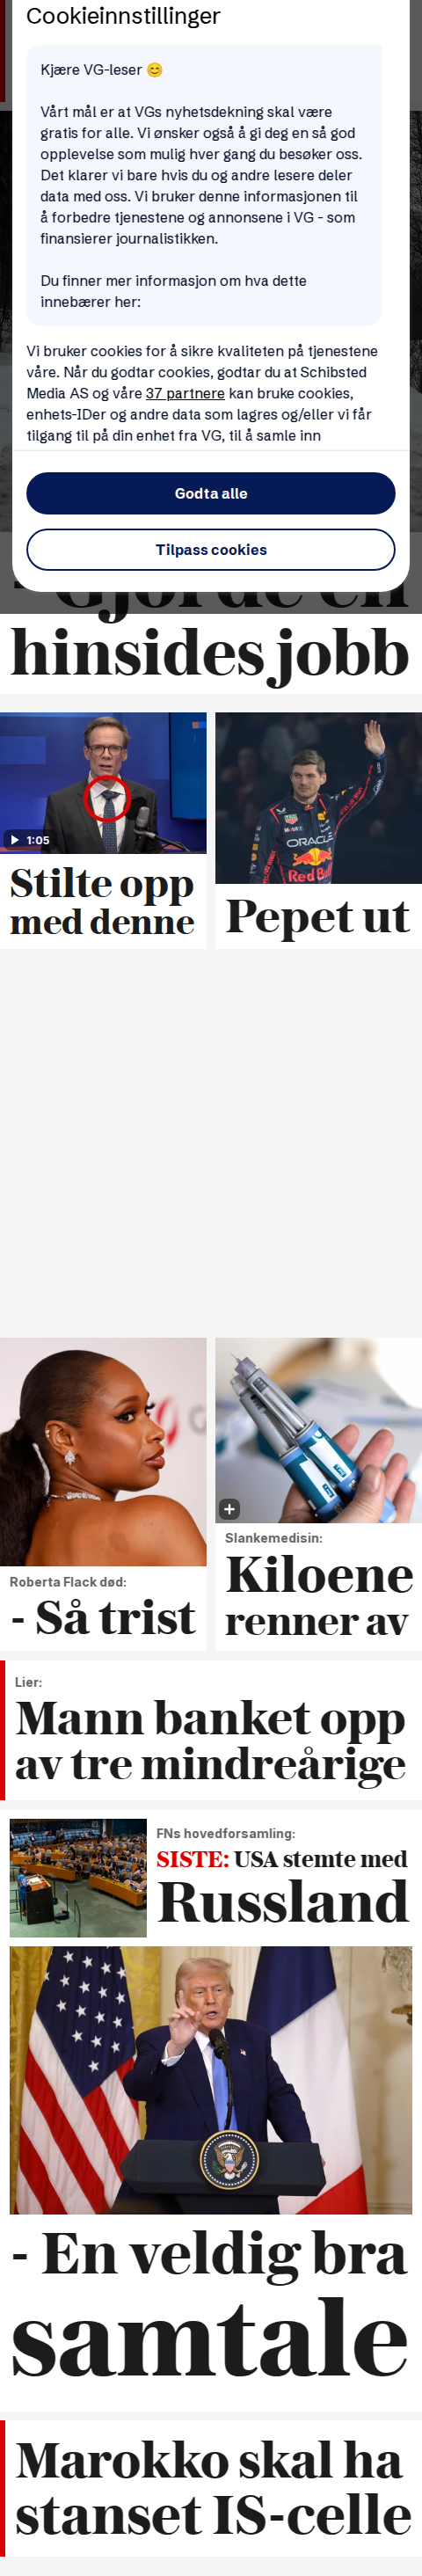 Cookieinnstillinger
Kjære VG-leser 😊
Vårt mål er at VGs nyhetsdekning skal være
gratis for alle. Vi ønsker også å gi deg en så god
opplevelse som mulig hver gang du besøker oss.
Det klarer vi bare hvis du og andre lesere deler
data med oss. Vi bruker denne informasjonen til
å forbedre tjenestene og annonsene i VG - som
finansierer journalistikken.
Du finner mer informasjon om hva dette
innebærer her:
Vi bruker cookies for å sikre kvaliteten på tjenestene
våre. Når du godtar cookies, godtar du at Schibsted
Media AS og våre 37 partnere kan bruke cookies,
enhets-IDer og andre data som lagres og/eller vi får
tilgang til på din enhet fra VG, til å samle inn
Godta alle
Tilpass cookies
- Gjorde en
hinsides jobb
1:05
Stilte opp
med denne
ORACLE
Red Bull
Pepet ut
Roberta Flack død:
- Så trist
Slankemedisin:
Kiloene
renner av
Lier:
Mann banket opp
av tre mindreårige
FNs hovedforsamling:
SISTE: USA stemte med
Russland
- En veldig bra
samtale
Marokko skal ha
stanset IS-celle